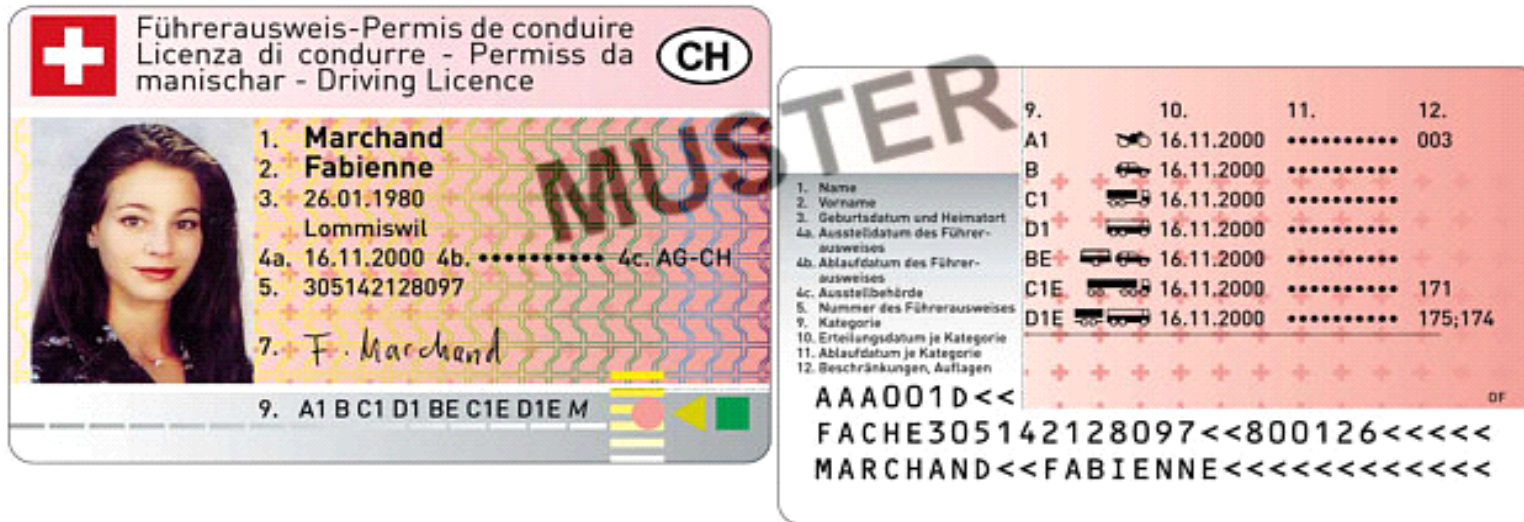 Führerausweis-Permis de conduire
Licenza di condurre - Permiss da
manischar - Driving Licence
CH
MUSTER
1. Marchand
2. Fabienne
3. 26.01.1980
Lommiswil
4a. 16.11.2000 4b. •••••••••• 4c. AG-CH
5. 305142128097
7. F. Marchand
9. A1 B C1 D1 BE C1E D1E M
9. 10. 11. 12.
A1 16.11.2000 •••••••••• 003
B 16.11.2000 ••••••••••
C1 16.11.2000 ••••••••••
D1 16.11.2000 ••••••••••
BE 16.11.2000 ••••••••••
C1E 16.11.2000 •••••••••• 171
D1E 16.11.2000 •••••••••• 175;174
1. Name
2. Vorname
3. Geburtsdatum und Heimatort
4a. Ausstelldatum des Führer-
ausweises
4b. Ablaufdatum des Führer-
ausweises
4c. Ausstellbehörde
5. Nummer des Führerausweises
9. Kategorie
10. Erteilungsdatum je Kategorie
11. Ablaufdatum je Kategorie
12. Beschränkungen, Auflagen
OF
AAA001D<<
FACHE305142128097<<800126<<<<<
MARCHAND<<FABIENNE<<<<<<<<<<<<